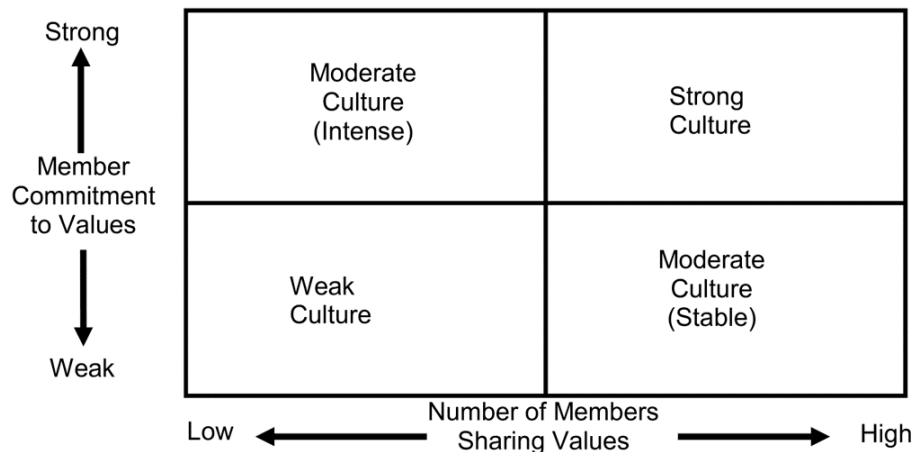 Strong
Member
Commitment
to Values
Weak
Moderate
Culture
(Intense)
Strong
Culture
Weak
Culture
Moderate
Culture
(Stable)
Low
Number of Members
Sharing Values
High